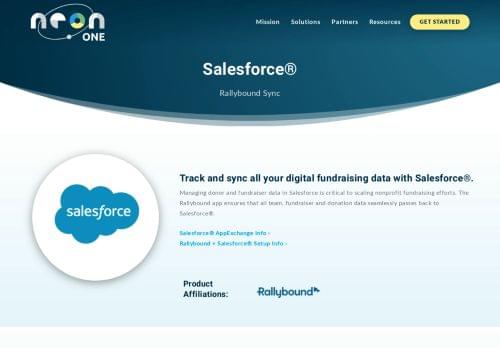 neon
ONE
Mission Solutions Partners Resources GET STARTED
Salesforce®
Rallybound Sync
salesforce
Track and sync all your digital fundraising data with Salesforce®.
Managing donor and fundraiser data in Salesforce is critical to scaling nonprofit fundraising efforts. The
Rallybound app ensures that all team, fundraiser and donation data seamlessly passes back to
Salesforce®.
Salesforce® AppExchange Info ›
Rallybound + Salesforce® Setup Info ›
Product
Affiliations:
Rallybound